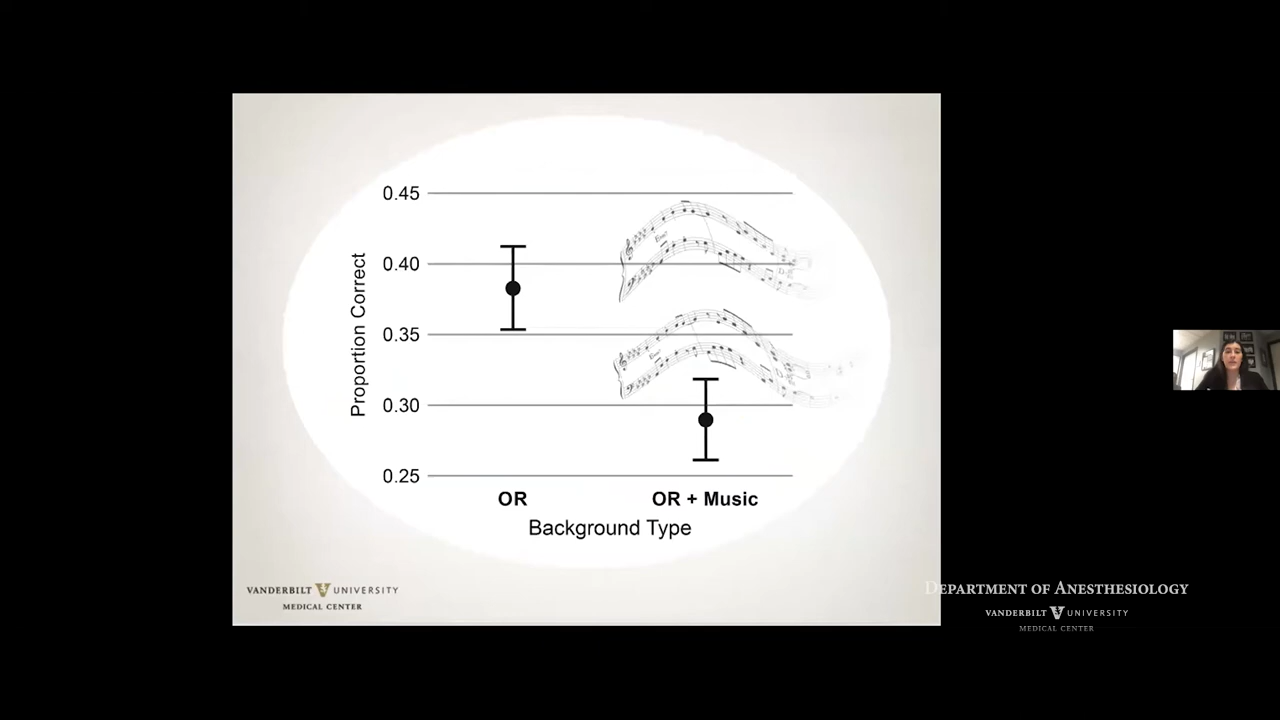 0.45
0.40
0.35
0.30
0.25
Proportion Correct
OR
OR + Music
Background Type
VANDERBILT UNIVERSITY
MEDICAL CENTER
DEPARTMENT OF ANESTHESIOLOGY
VANDERBILT UNIVERSITY
MEDICAL CENTER